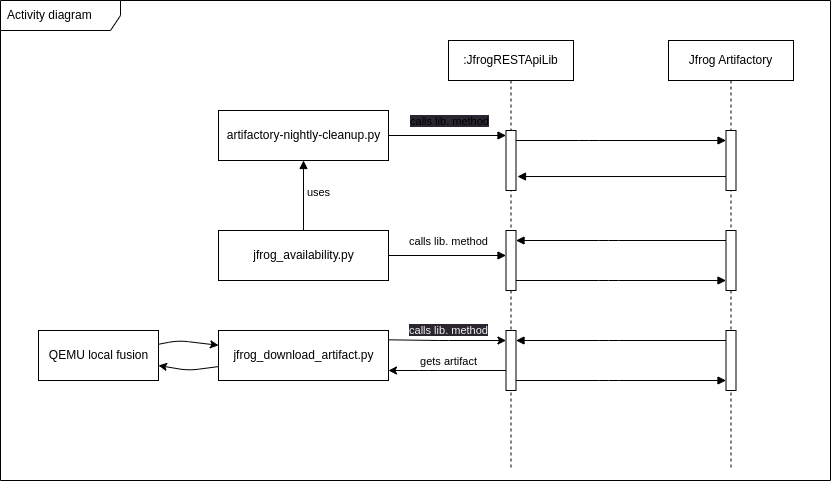 Activity diagram
:JfrogRESTApiLib
Jfrog Artifactory
artifactory-nightly-cleanup.py
calls lib. method
uses
jfrog_availability.py
calls lib. method
QEMU local fusion
jfrog_download_artifact.py
calls lib. method
gets artifact